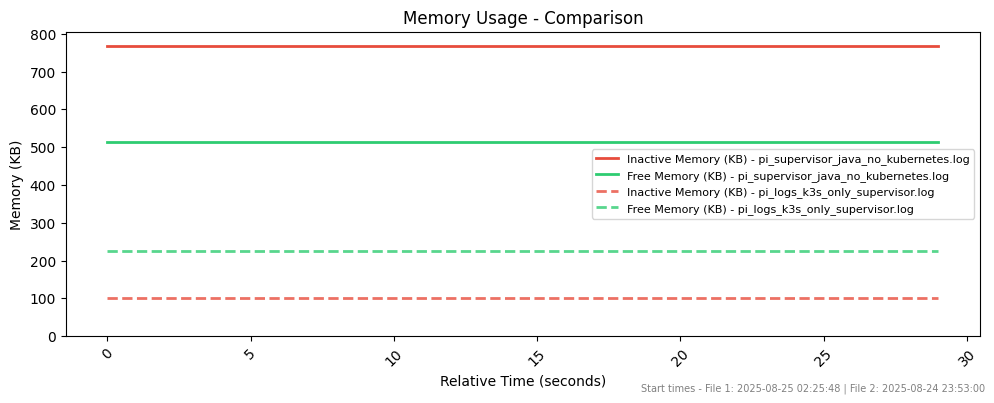 Memory Usage - Comparison
Memory (KB)
800
700
600
500
400
300
200
100
0
Inactive Memory (KB) - pi_supervisor_java_no_kubernetes.log
Free Memory (KB) - pi_supervisor_java_no_kubernetes.log
Inactive Memory (KB) - pi_logs_k3s_only_supervisor.log
Free Memory (KB) - pi_logs_k3s_only_supervisor.log
0 5 10 15 20 25 30
Relative Time (seconds)
Start times - File 1: 2025-08-25 02:25:48 | File 2: 2025-08-24 23:53:00